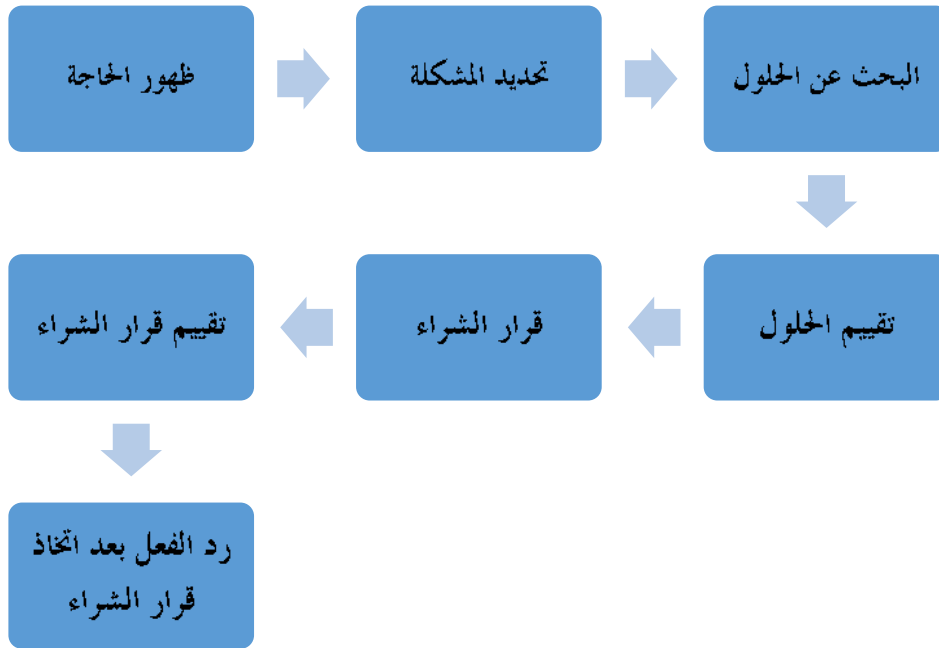 ظهور الحاجة
تحديد المشكلة
البحث عن الحلول
تقييم الحلول
قرار الشراء
تقييم قرار الشراء
رد الفعل بعد اتخاذ
قرار الشراء